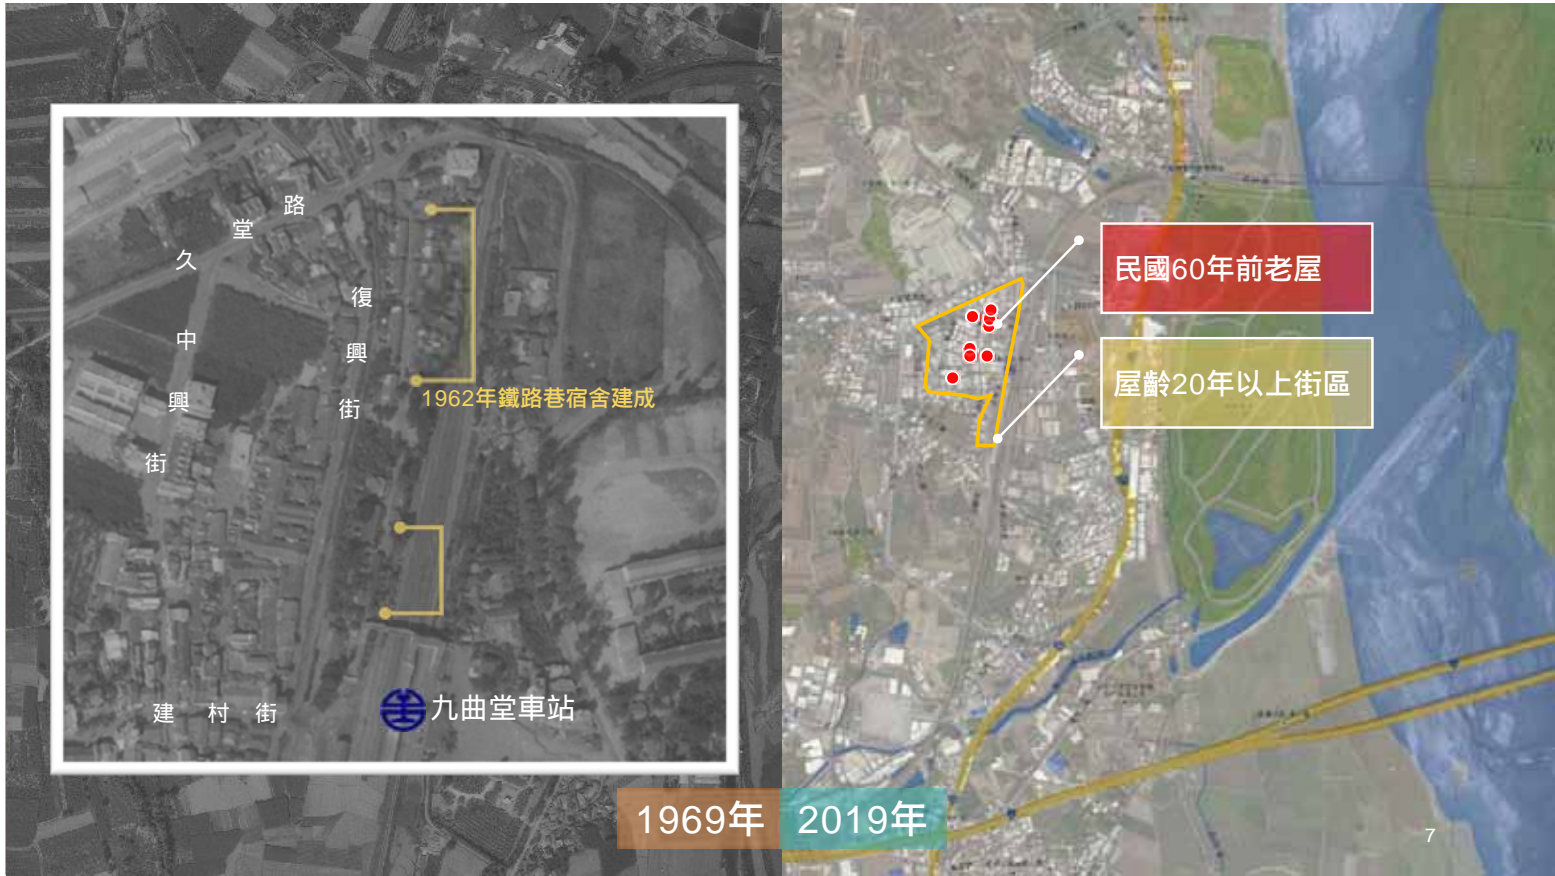 久堂路
復興街
中興街
1962年鐵路巷宿舍建成
建村街
九曲堂車站
民國60年前老屋
屋齡20年以上街區
1969年
2019年
7